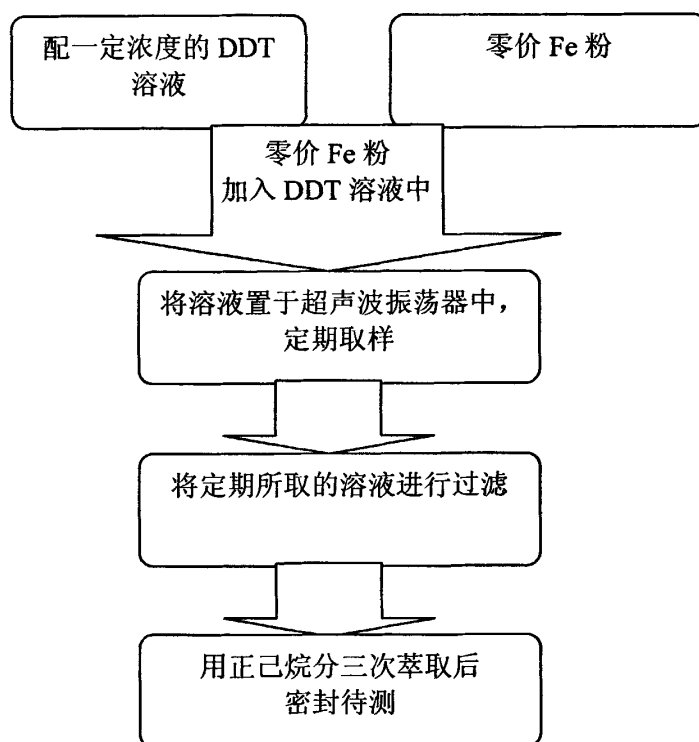 配一定浓度的 DDT
溶液
零价 Fe 粉
零价 Fe 粉
加入 DDT 溶液中
将溶液置于超声波振荡器中，
定期取样
将定期所取的溶液进行过滤
用正己烷分三次萃取后
密封待测